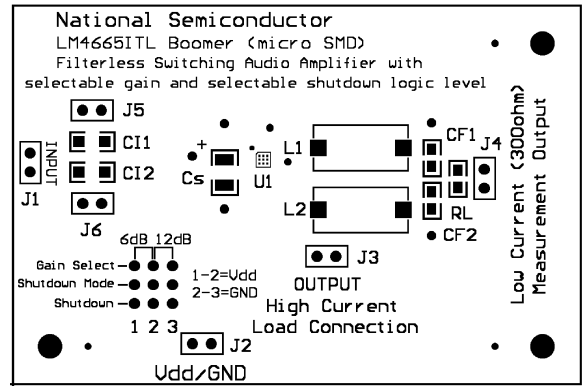 National Semiconductor
LM4665ITL Boomer (micro SMD)
Filterless Switching Audio Amplifier with
selectable gain and selectable shutdown logic level
J5
CI1
CI2
INPUT
J1
J6
+
Cs
U1
L1
L2
CF1
J4
RL
CF2
Low Current (300ohm)
Measurement Output
6dB 12dB
Gain Select
Shutdown Mode
Shutdown
1-2=Vdd
2-3=GND
1 2 3
J3
OUTPUT
High Current
Load Connection
J2
Vdd/GND